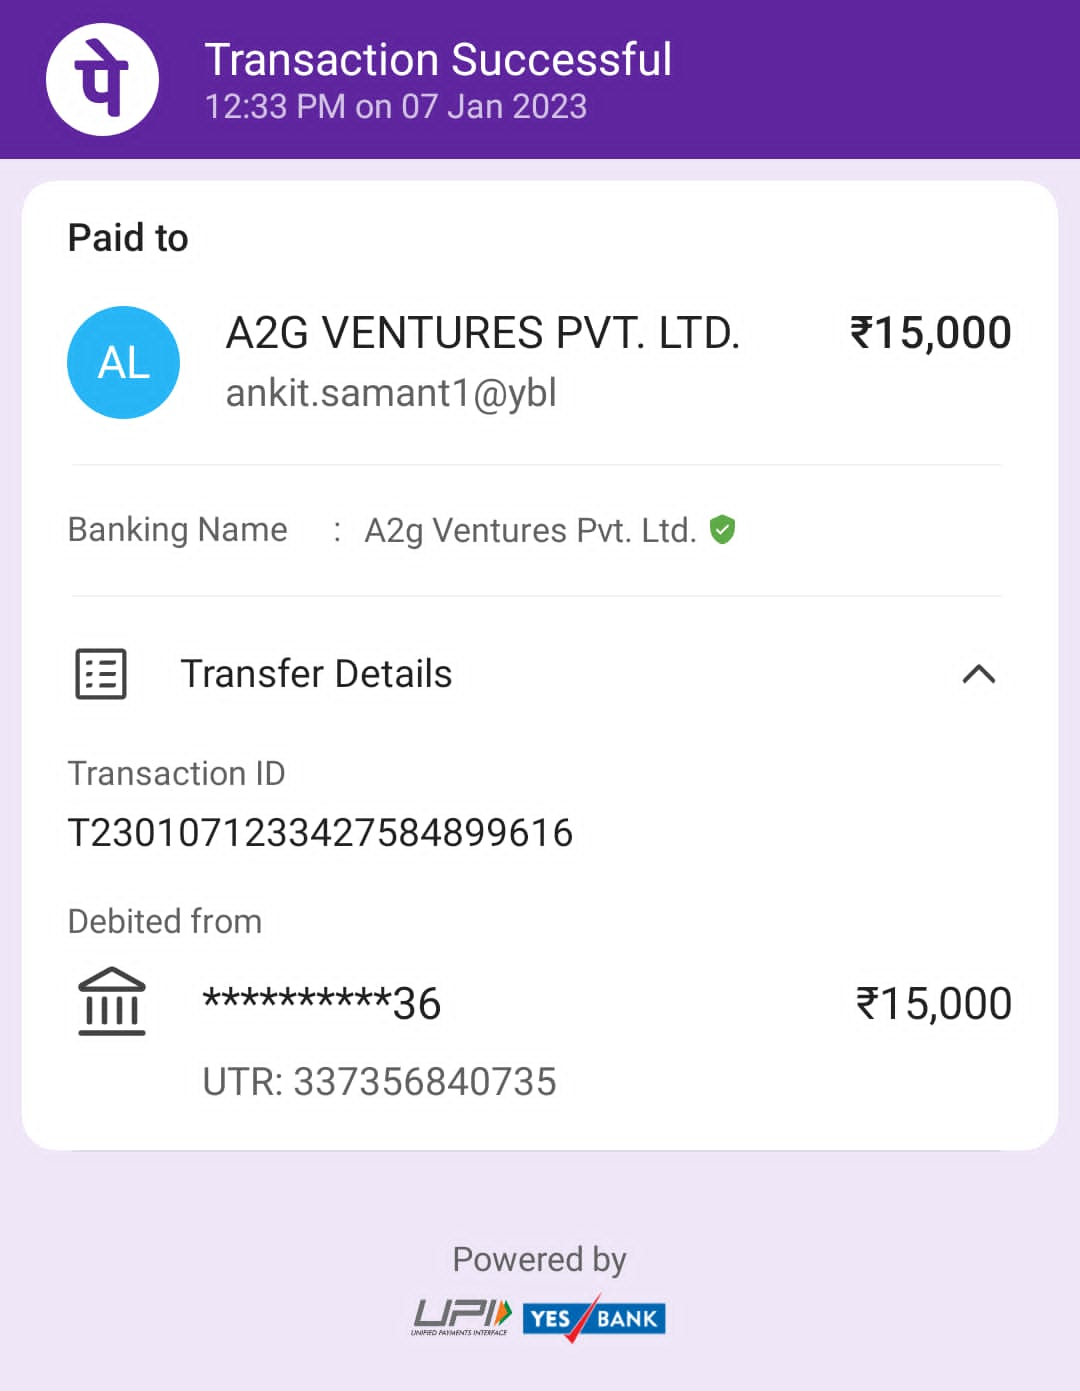 पे
Transaction Successful
12:33 PM on 07 Jan 2023
Paid to
AL
A2G VENTURES PVT. LTD.
₹15,000
ankit.samant1@ybl
Banking Name : A2g Ventures Pvt. Ltd.
Transfer Details
Transaction ID
T2301071233427584899616
Debited from
**********36
₹15,000
UTR: 337356840735
Powered by
UPI
UNIFIED PAYMENTS INTERFACE
YES BANK